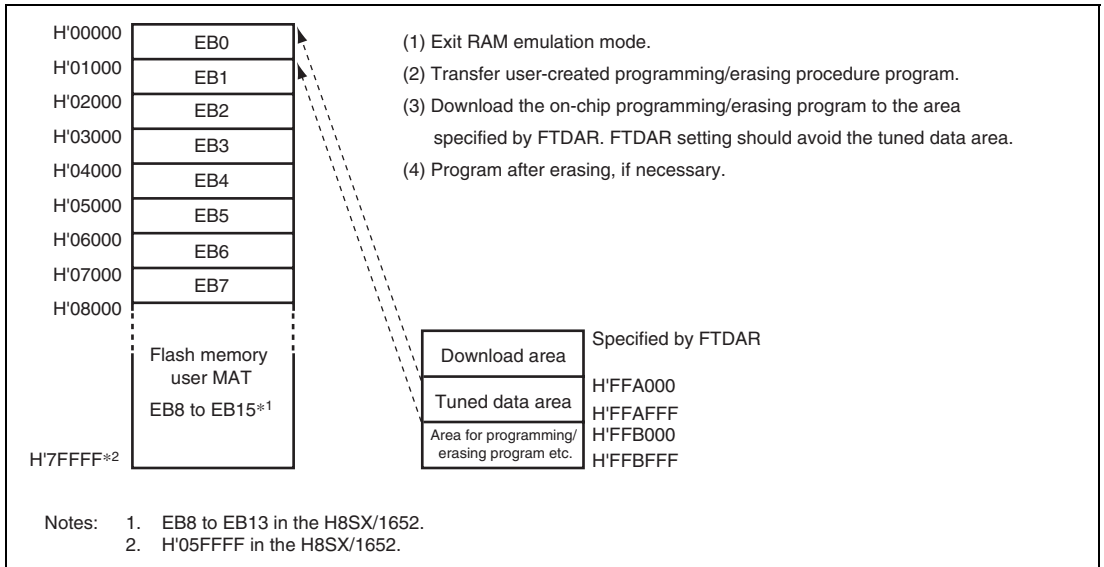 H'00000
EB0
H'01000
EB1
H'02000
EB2
H'03000
EB3
H'04000
EB4
H'05000
EB5
H'06000
EB6
H'07000
EB7
H'08000
Flash memory
user MAT
EB8 to EB15*1
H'7FFFF*2
(1) Exit RAM emulation mode.
(2) Transfer user-created programming/erasing procedure program.
(3) Download the on-chip programming/erasing program to the area
specified by FTDAR. FTDAR setting should avoid the tuned data area.
(4) Program after erasing, if necessary.
Download area
Specified by FTDAR
Tuned data area
H'FFA000
H'FFAFFF
Area for programming/
erasing program etc.
H'FFB000
H'FFBFFF
Notes: 1. EB8 to EB13 in the H8SX/1652.
2. H'05FFFF in the H8SX/1652.